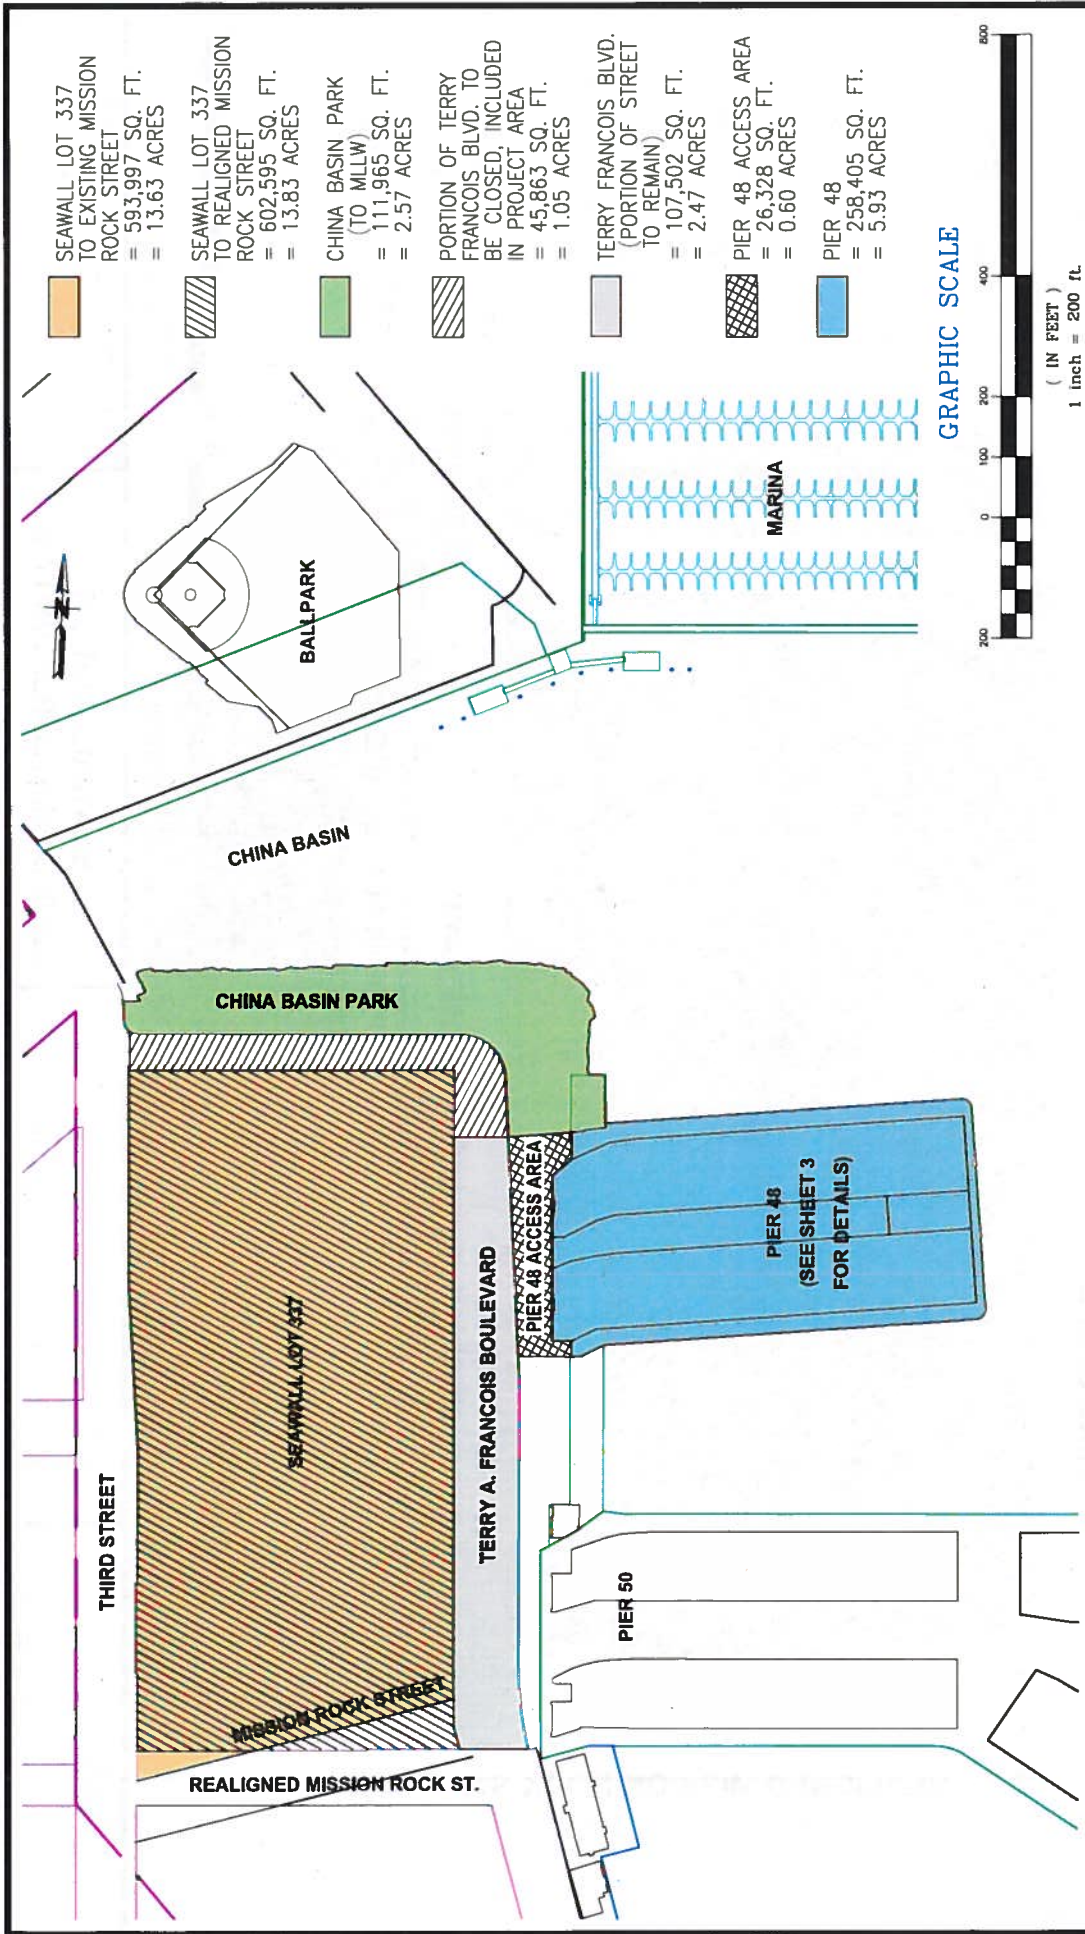 SEAWALL LOT 337
TO EXISTING MISSION
ROCK STREET
= 593,997 SQ. FT.
= 13.63 ACRES
SEAWALL LOT 337
TO REALIGNED MISSION
ROCK STREET
= 602,595 SQ. FT.
= 13.83 ACRES
CHINA BASIN PARK
(TO MLLW)
= 111,965 SQ. FT.
= 2.57 ACRES
PORTION OF TERRY
FRANCOIS BLVD. TO
BE CLOSED, INCLUDED
IN PROJECT AREA
= 45,863 SQ. FT.
= 1.05 ACRES
TERRY FRANCOIS BLVD.
(PORTION OF STREET
TO REMAIN)
= 107,502 SQ. FT.
= 2.47 ACRES
PIER 48 ACCESS AREA
= 26,328 SQ. FT.
= 0.60 ACRES
PIER 48
= 258,405 SQ. FT.
= 5.93 ACRES
N
BALLPARK
MARINA
CHINA BASIN
CHINA BASIN PARK
THIRD STREET
SEAWALL LOT 337
TERRY A. FRANCOIS BOULEVARD
PIER 48 ACCESS AREA
PIER 48
(SEE SHEET 3
FOR DETAILS)
MISSION ROCK STREET
REALIGNED MISSION ROCK ST.
PIER 50
GRAPHIC SCALE
200 0 100 200 400 800
( IN FEET )
1 inch = 200 ft.